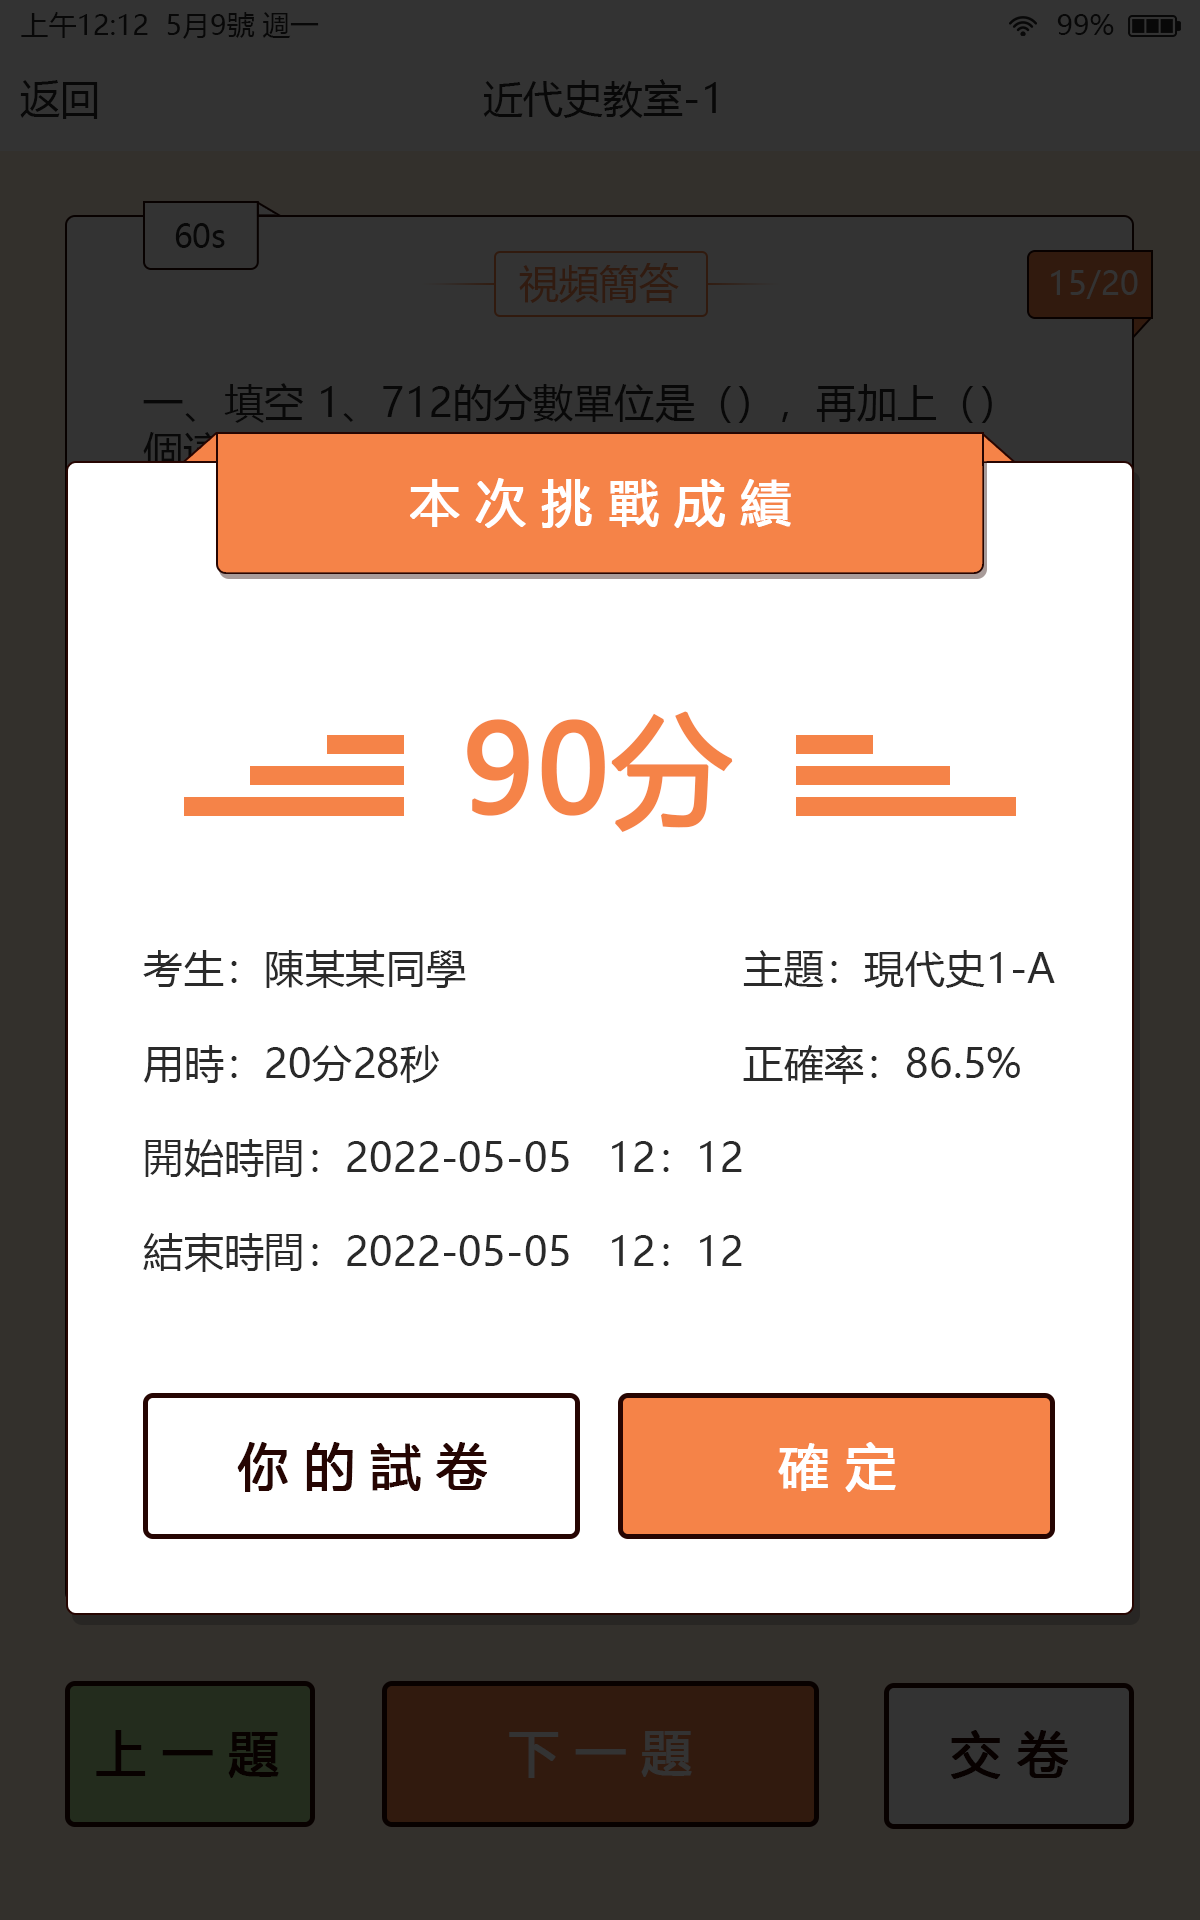 上午12:12 5月9號 週一 99%
返回 近代史教室-1
60s
視頻簡答
15/20
一、填空 1、712的分數單位是（），再加上（）
個這
本次挑戰成績
90分
考生：陳某某同學 主題：現代史1-A
用時：20分28秒 正確率：86.5%
開始時間：2022-05-05 12：12
結束時間：2022-05-05 12：12
你的試卷 確定
上一題 下一題 交卷